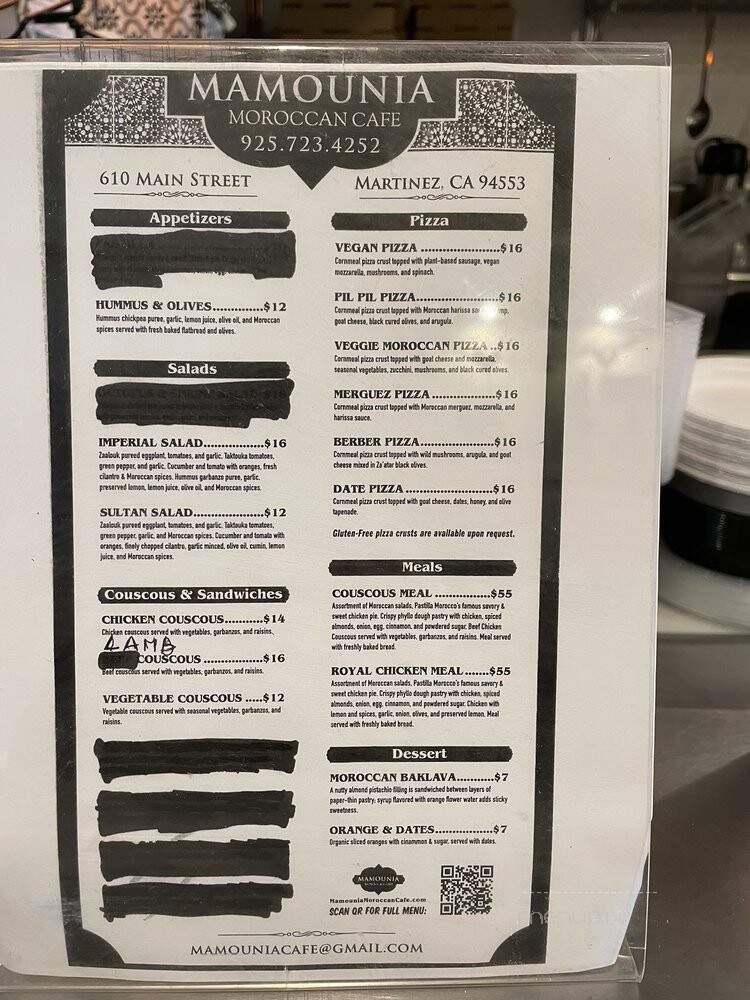 MAMOUNIA
MOROCCAN CAFE
925.723.4252
610 MAIN STREET
MARTINEZ, CA 94553
Appetizers
HUMMUS & OLIVES............$12
Hummus chickpea puree, garlic, lemon juice, olive oil, and Moroccan
spices served with fresh baked flatbread and olives.
Salads
IMPERIAL SALAD..............$16
Zaalouk pureed eggplant, tomatoes, and garlic. Taktouka tomatoes,
green pepper, and garlic. Cucumber and tomato with oranges, fresh
cilantro & Moroccan spices. Hummus garbanzo puree, garlic,
preserved lemon, lemon juice, olive oil, and Moroccan spices.
SULTAN SALAD................$12
Zaalouk pureed eggplant, tomatoes, and garlic. Taktouka tomatoes,
green pepper, garlic, and Moroccan spices. Cucumber and tomato with
oranges, finely chopped cilantro, garlic minced, olive oil, cumin, lemon
juice, and Moroccan spices.
Couscous & Sandwiches
CHICKEN COUSCOUS.........$14
Chicken couscous served with vegetables, garbanzos, and raisins.
LAMB
COUSCOUS ..............$16
Beef couscous served with vegetables, garbanzos, and raisins.
VEGETABLE COUSCOUS .....$12
Vegetable couscous served with seasonal vegetables, garbanzos, and
raisins.
Pizza
VEGAN PIZZA ......................$16
Cornmeal pizza crust topped with plant-based sausage, vegan
mozzarella, mushrooms, and spinach.
PIL PIL PIZZA.......................$16
Cornmeal pizza crust topped with Moroccan harissa
goat cheese, black cured olives, and arugula.
VEGGIE MOROCCAN PIZZA ..$16
Cornmeal pizza crust topped with goat cheese and mozzarella,
seasonal vegetables, zucchini, mushrooms, and black cured olives.
MERGUEZ PIZZA ..................$16
Cornmeal pizza crust topped with Moroccan merguez, mozzarella, and
harissa sauce.
BERBER PIZZA.....................$16
Cornmeal pizza crust topped with wild mushrooms, arugula, and goat
cheese mixed in Za'atar black olives.
DATE PIZZA ........................$16
Cornmeal pizza crust topped with goat cheese, dates, honey, and olive
tapenade.
Gluten-Free pizza crusts are available upon request.
Meals
COUSCOUS MEAL ...............$55
Assortment of Moroccan salads, Pastilla Morocco's famous savory &
sweet chicken pie. Crispy phyllo dough pastry with chicken, spiced
almonds, onion, egg, cinnamon, and powdered sugar. Beef Chicken
Couscous served with vegetables, garbanzos, and raisins. Meal served
with freshly baked bread.
ROYAL CHICKEN MEAL .......$55
Assortment of Moroccan salads, Pastilla Morocco's famous savory &
sweet chicken pie. Crispy phyllo dough pastry with chicken, spiced
almonds, onion, egg, cinnamon, and powdered sugar. Chicken with
lemon and spices, garlic, onion, olives, and preserved lemon. Meal
served with freshly baked bread.
Dessert
MOROCCAN BAKLAVA..........$7
A nutty almond pistachio filling is sandwiched between layers of
paper-thin pastry; syrup flavored with orange flower water adds sticky
sweetness.
ORANGE & DATES................$7
Organic sliced oranges with cinammon & sugar, served with dates.
MAMOUNIA
MamouniaMoroccanCafe.com
SCAN QR FOR FULL MENU:
MAMOUNIACAFE@GMAIL.COM